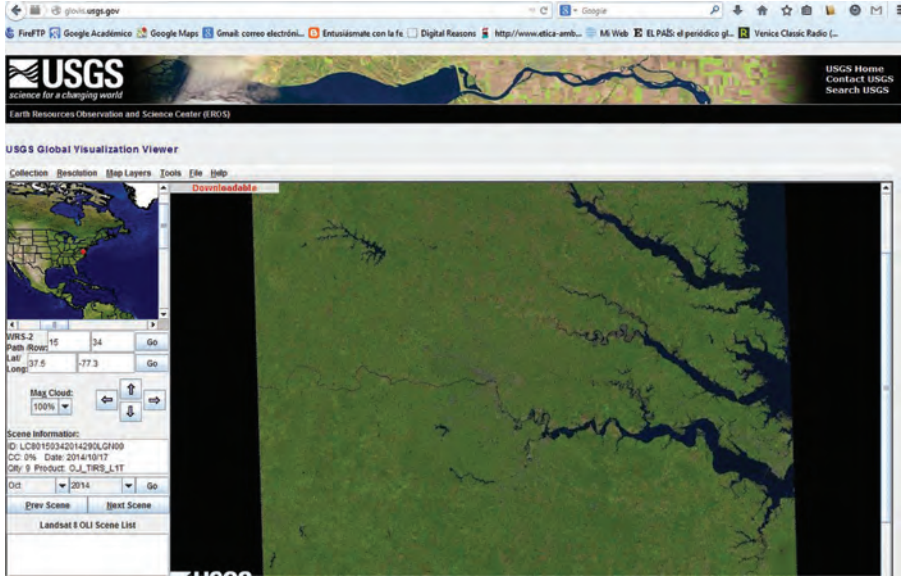 glovis.usgs.gov
Google
FireFTP Google Académico Google Maps Gmail: correo electróni... Entusiásmate con la fe Digital Reasons http://www.etica-amb... Mi Web EL PAÍS: el periódico gl... Venice Classic Radio (...
USGS
science for a changing world
USGS Home
Contact USGS
Search USGS
Earth Resources Observation and Science Center (EROS)
USGS Global Visualization Viewer
Collection Resolution Map Layers Tools File Help
Downloadable
WRS-2
Path /Row: 15 34 Go
Lat/
Long: 37.5 -77.3 Go
Max Cloud:
100%
Scene Information:
ID: LC80150342014290LGN00
CC: 0% Date: 2014/10/17
Qlty: 9 Product: OLI_TIRS_L1T
Oct 2014 Go
Prev Scene Next Scene
Landsat 8 OLI Scene List
USGS